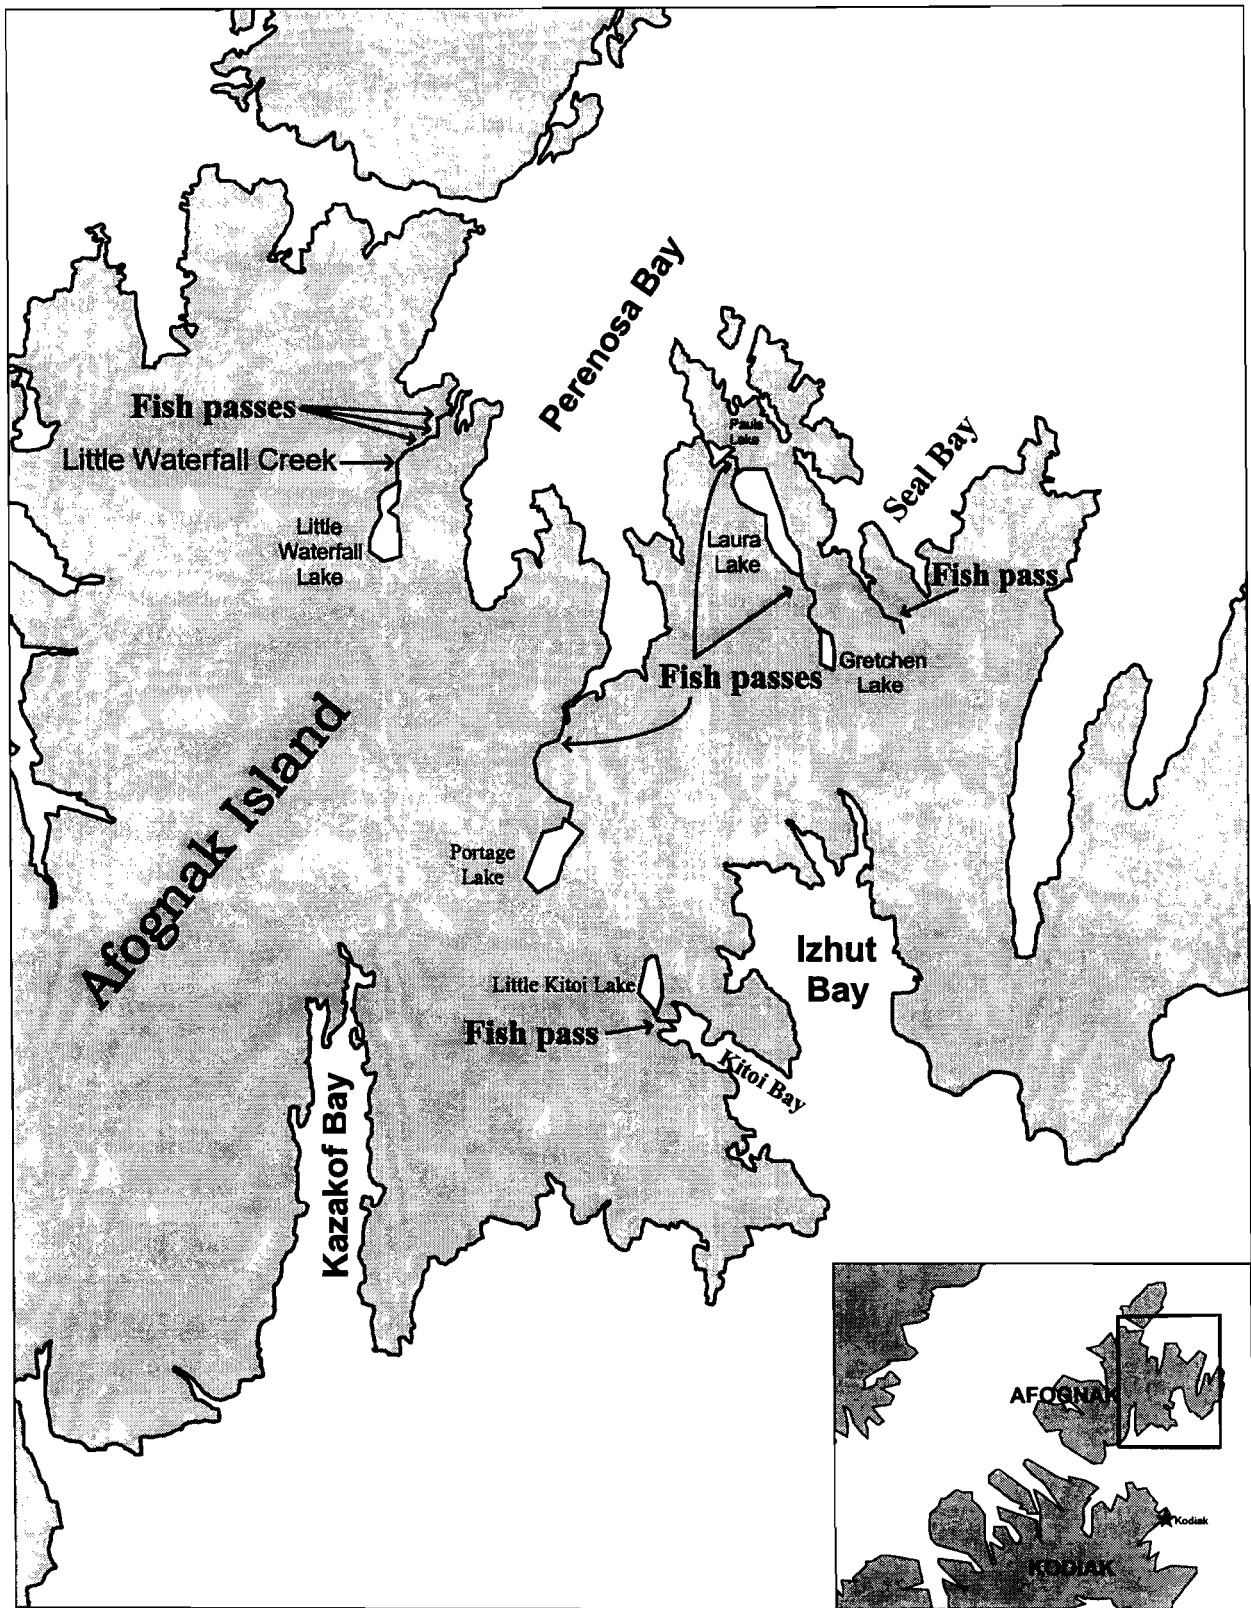 Perenosa Bay
Fish passes
Little Waterfall Creek
Paula
Lake
Seal Bay
Little
Waterfall
Lake
Laura
Lake
Fish pass
Gretchen
Lake
Fish passes
Afognak Island
Portage
Lake
Izhut
Bay
Little Kitoi Lake
Fish pass
Kitoi Bay
Kazakof Bay
AFOGNAK
Kodiak
KODIAK